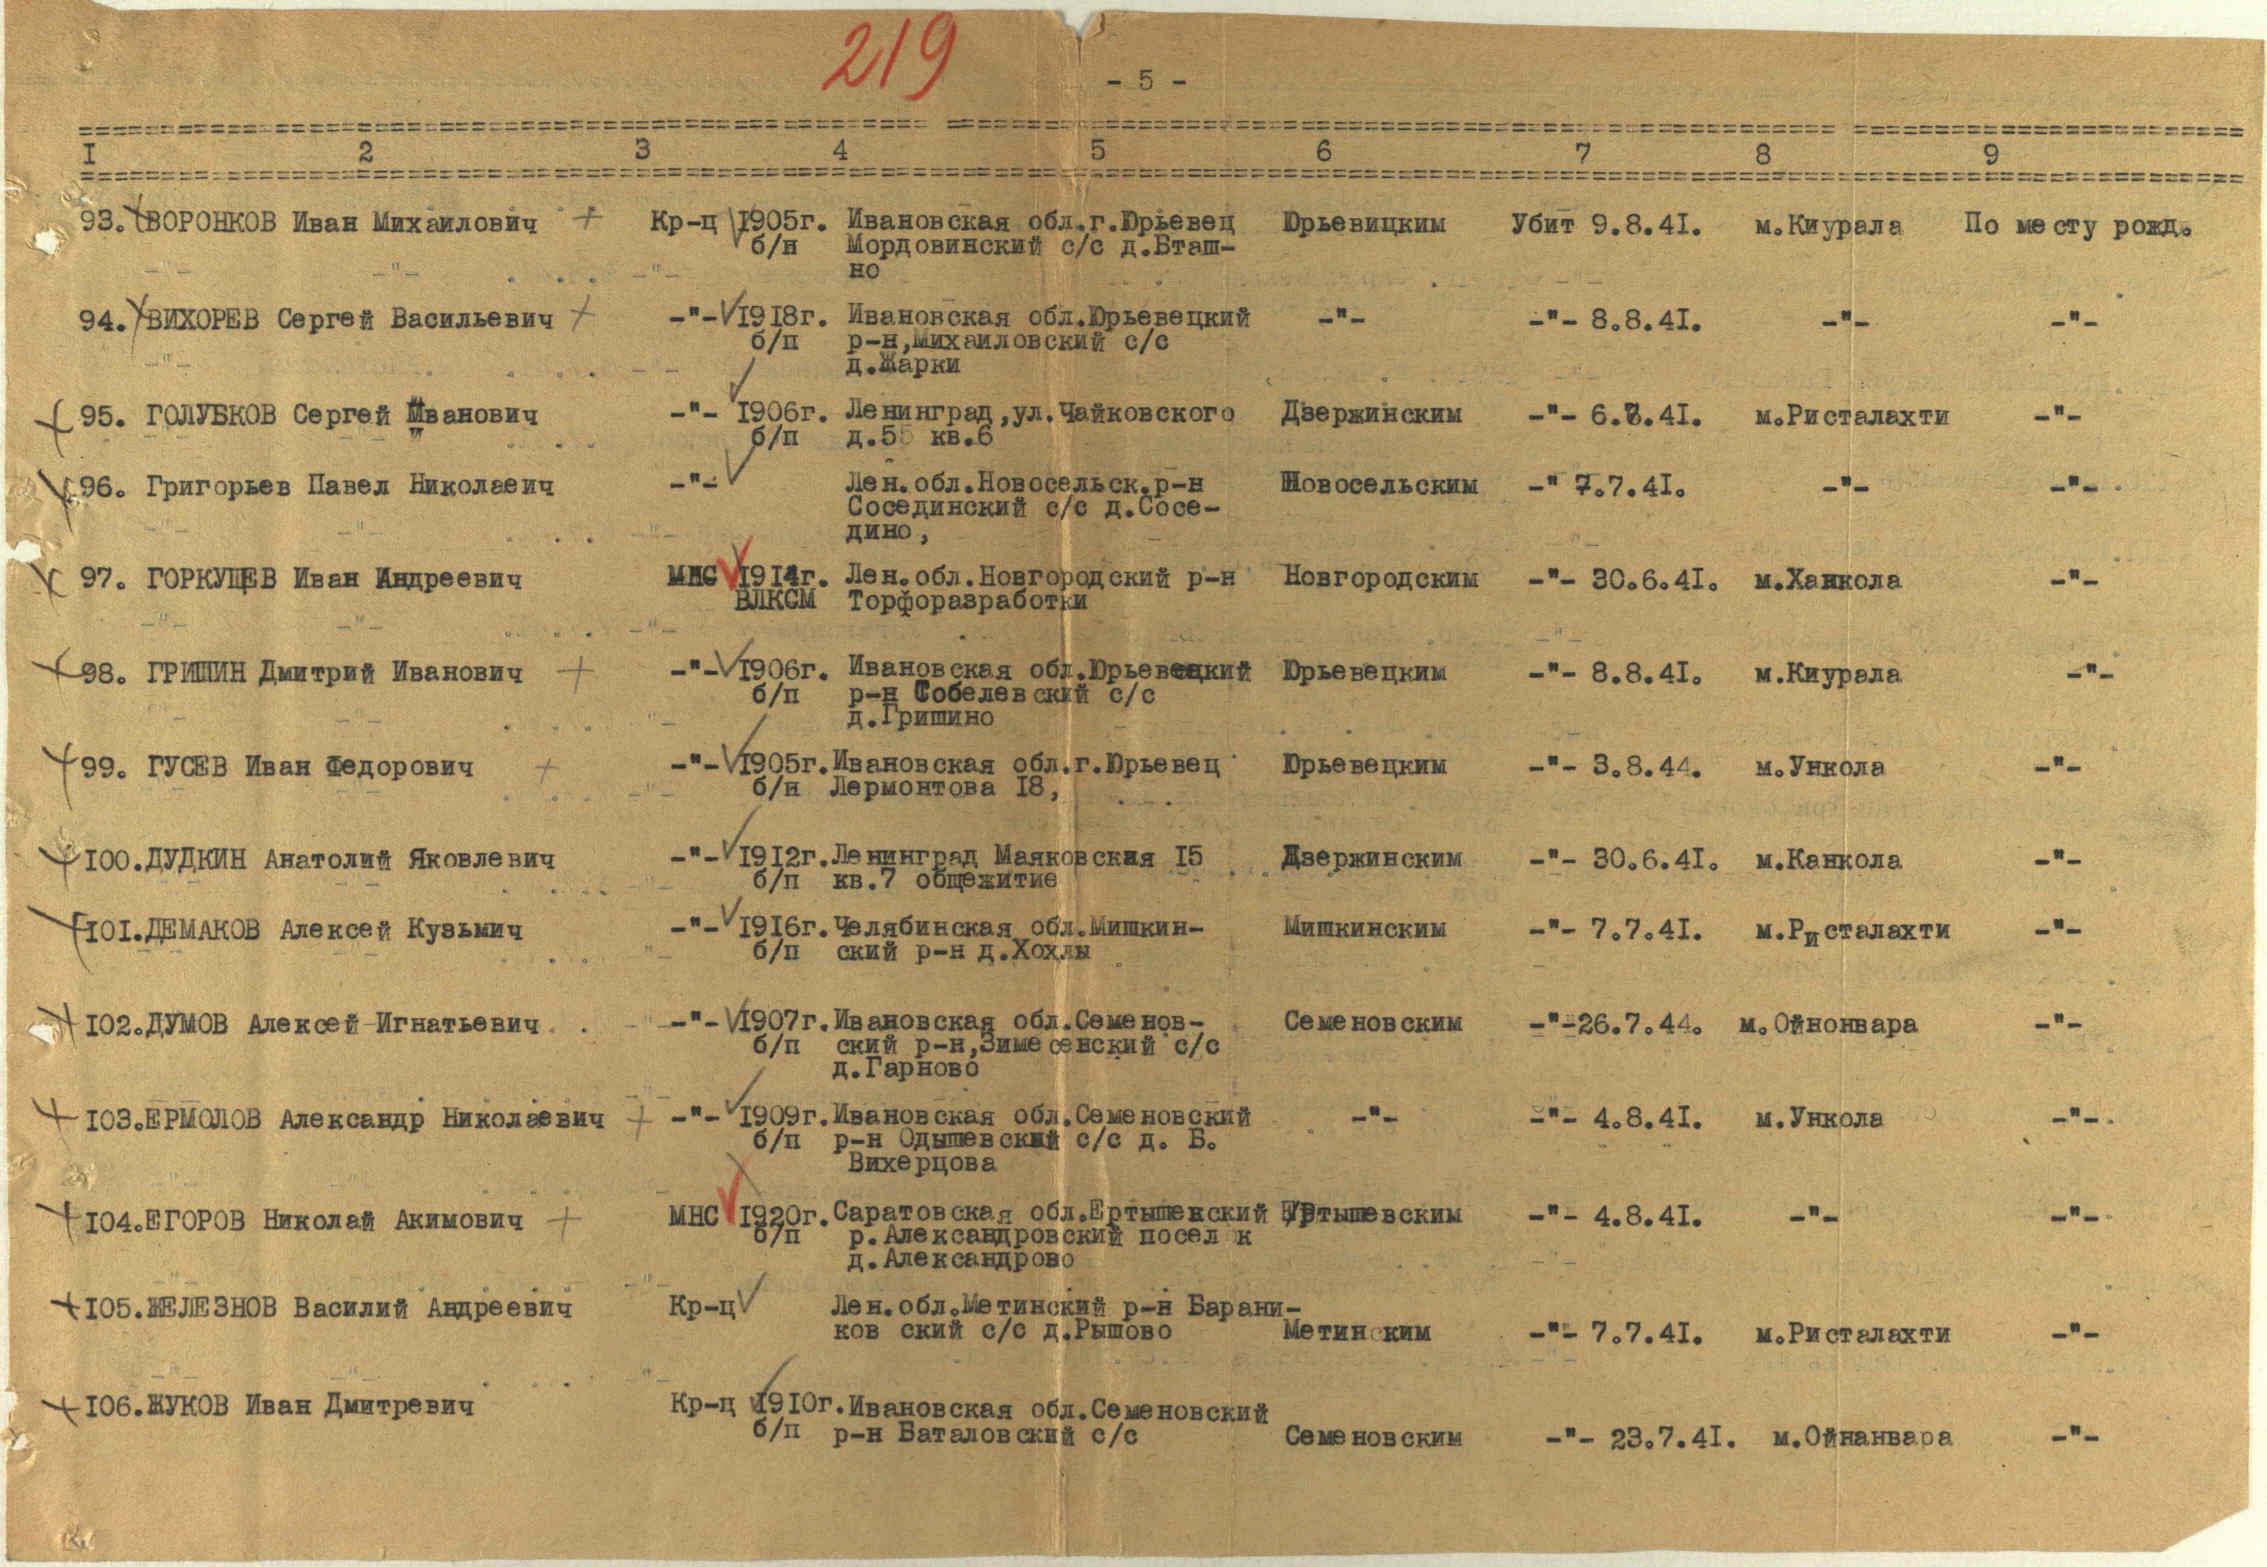 219
- 5 -
I 2 3 4 5 6 7 8 9
93. ВОРОНКОВ Иван Михаилович + Кр-ц 1905г. Ивановская обл.г.Юрьевец Юрьевицким Убит 9.8.41. м.Киурала По месту рожд.
б/н Мордовинский с/с д.Вташ-
но
94. ВИХОРЕВ Сергей Васильевич + -"- 1918г. Ивановская обл.Юрьевецкий -"- -"- 8.8.41. -"- -"-
б/п р-н,Михаиловский с/с
д.Жарки
95. ГОЛУБКОВ Сергей Иванович -"- 1906г. Ленинград,ул.Чайковского Дзержинским -"- 6.8.41. м.Ристалахти -"-
б/п д.55 кв.6
96. Григорьев Павел Николаеич -"- Лен.обл.Новосельск.р-н Новосельским -" 7.7.41. -"- -"-
Сосединский с/с д.Сосе-
дино,
97. ГОРКУШЕВ Иван Андреевич МНС 1914г. Лен.обл.Новгородский р-н Новгородским -"- 30.6.41. м.Ханкола -"-
ВЛКСМ Торфоразработки
98. ГРИШИН Дмитрий Иванович + -"- 1906г. Ивановская обл.Юрьевецкий Юрьевецким -"- 8.8.41. м.Киурала -"-
б/п р-н Собелевский с/с
д.Гришино
99. ГУСЕВ Иван Федорович + -"- 1905г. Ивановская обл.г.Юрьевец Юрьевецким -"- 3.8.44. м.Ункола -"-
б/н Лермонтова 18,
100.ДУДКИН Анатолий Яковлевич -"- 1912г. Ленинград Маяковская 15 Дзержинским -"- 30.6.41. м.Канкола -"-
б/п кв.7 общежитие
101.ДЕМАКОВ Алексей Кузьмич -"- 1916г. Челябинская обл.Мишкин- Мишкинским -"- 7.7.41. м.Ристалахти -"-
б/п ский р-н д.Хохлы
102.ДУМОВ Алексей Игнатьевич -"- 1907г. Ивановская обл.Семенов- Семеновским -"-26.7.44. м.Ойнонвара -"-
б/п ский р-н,Зимесенский с/с
д.Гарново
103.ЕРМОЛОВ Александр Николаевич + -"- 1909г. Ивановская обл.Семеновский -"- -"- 4.8.41. м.Ункола -"-
б/п р-н Одышевский с/с д. Б.
Вихерцова
104.ЕГОРОВ Николай Акимович + МНС 1920г. Саратовская обл.Ертышевский Уртышевским -"- 4.8.41. -"- -"-
б/п р.Александровский посел к
д.Александрово
105.ЖЕЛЕЗНОВ Василий Андреевич Кр-ц Лен.обл.Метинский р-н Барани-
ков ский с/с д.Рышово Метинским -"- 7.7.41. м.Ристалахти -"-
106.ЖУКОВ Иван Дмитревич Кр-ц 1910г. Ивановская обл.Семеновский
б/п р-н Баталовский с/с Семеновским -"- 23.7.41. м.Ойнанвара -"-